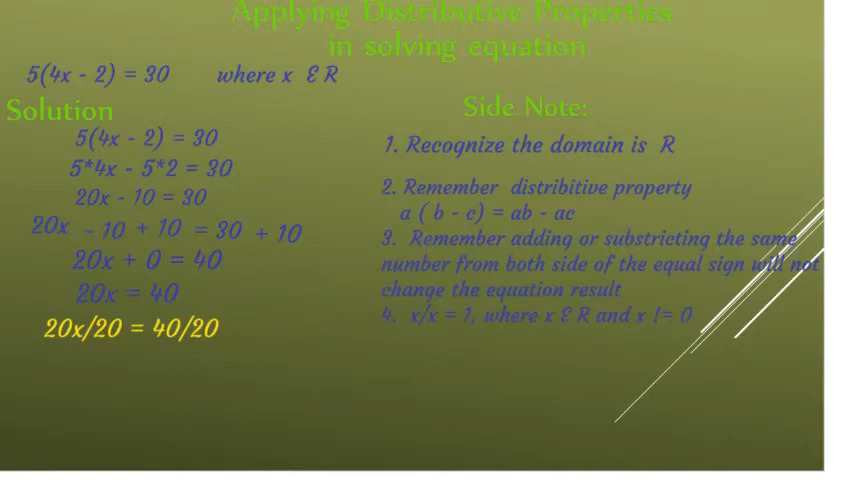 Applying Distributive Properties
in solving equation
5(4x - 2) = 30 where x ε R
Solution
5(4x - 2) = 30
5*4x - 5*2 = 30
20x - 10 = 30
20x - 10 + 10 = 30 + 10
20x + 0 = 40
20x = 40
20x/20 = 40/20
Side Note:
1. Recognize the domain is R
2. Remember distribitive property
a ( b - c) = ab - ac
3. Remember adding or substricting the same
number from both side of the equal sign will not
change the equation result
4. x/x = 1, where x ε R and x != 0